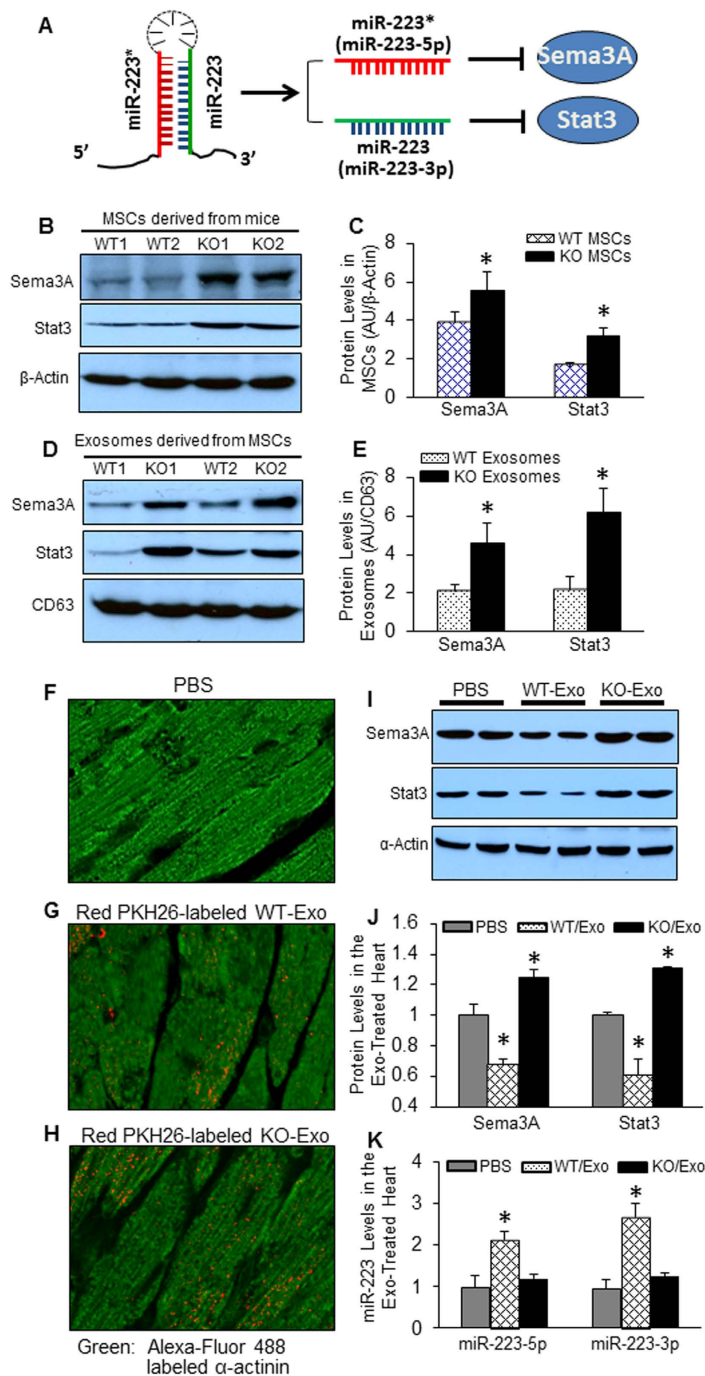 A
miR-223*
miR-223
5’
3’
miR-223*
(miR-223-5p)
Sema3A
miR-223
(miR-223-3p)
Stat3
B
MSCs derived from mice
WT1 WT2 KO1 KO2
Sema3A
Stat3
β-Actin
C
WT MSCs
KO MSCs
Protein Levels in
MSCs (AU/β-Actin)
8
6
4
2
0
*
*
Sema3A Stat3
D
Exosomes derived from MSCs
WT1 KO1 WT2 KO2
Sema3A
Stat3
CD63
E
WT Exosomes
KO Exosomes
Protein Levels in
Exosomes (AU/CD63)
8
6
4
2
0
*
*
Sema3A Stat3
F
PBS
G
Red PKH26-labeled WT-Exo
H
Red PKH26-labeled KO-Exo
Green: Alexa-Fluor 488
labeled α-actinin
I
PBS WT-Exo KO-Exo
Sema3A
Stat3
α-Actin
J
PBS WT/Exo KO/Exo
Protein Levels in the
Exo-Treated Heart
1.6
1.4
1.2
1
0.8
0.6
0.4
*
*
*
*
Sema3A Stat3
K
PBS WT/Exo KO/Exo
miR-223 Levels in the
Exo-Treated Heart
4
3
2
1
0
*
*
miR-223-5p miR-223-3p